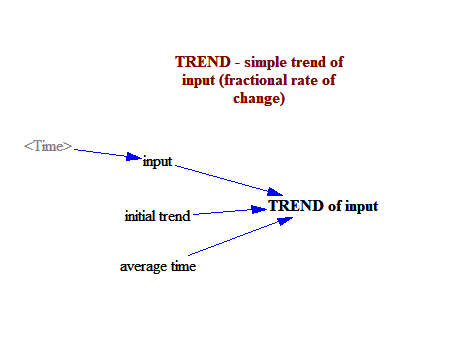 TREND - simple trend of
input (fractional rate of
change)
<Time>
input
TREND of input
initial trend
average time